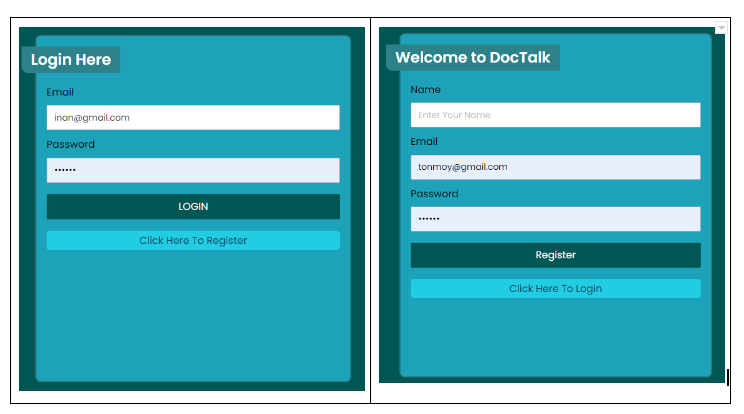 Login Here
Email
inan@gmail.com
Password
••••••
LOGIN
Click Here To Register
Welcome to DocTalk
Name
Enter Your Name
Email
tonmoy@gmail.com
Password
••••••
Register
Click Here To Login